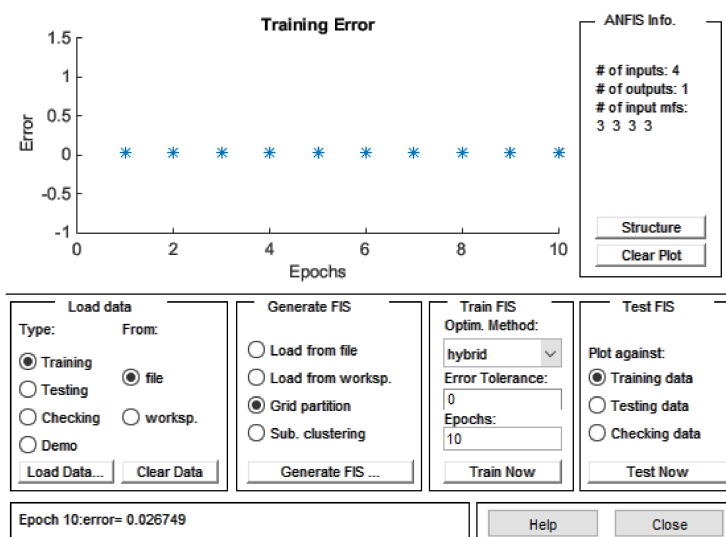 Training Error
1.5
1
0.5
0
-0.5
-1
Error
0 2 4 6 8 10
Epochs
ANFIS Info.
# of inputs: 4
# of outputs: 1
# of input mfs:
3 3 3 3
Structure
Clear Plot
Load data
Type: From:
Training
Testing
Checking
Demo
file
worksp.
Load Data... Clear Data
Generate FIS
Load from file
Load from worksp.
Grid partition
Sub. clustering
Generate FIS ...
Train FIS
Optim. Method:
hybrid
Error Tolerance:
0
Epochs:
10
Train Now
Test FIS
Plot against:
Training data
Testing data
Checking data
Test Now
Epoch 10:error= 0.026749
Help Close